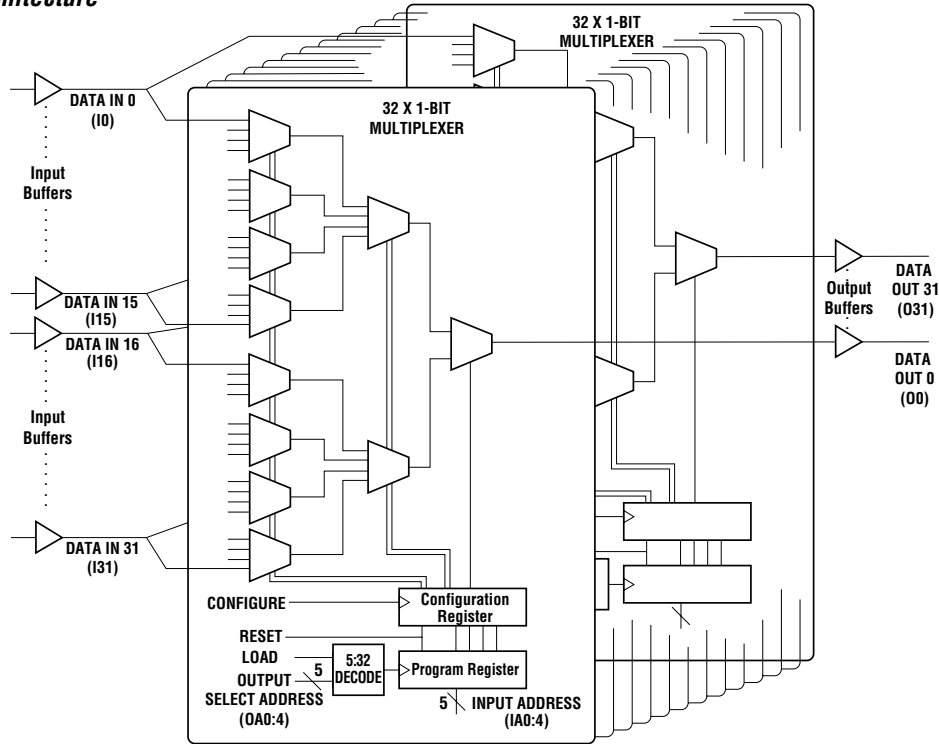 32 X 1-BIT
MULTIPLEXER
32 X 1-BIT
MULTIPLEXER
DATA IN 0
(I0)
Input
Buffers
DATA IN 15
(I15)
DATA IN 16
(I16)
Input
Buffers
DATA IN 31
(I31)
Output
Buffers
DATA
OUT 31
(O31)
DATA
OUT 0
(O0)
CONFIGURE
Configuration
Register
RESET
LOAD
OUTPUT
5
SELECT ADDRESS
(OA0:4)
5:32
DECODE
Program Register
5
INPUT ADDRESS
(IA0:4)